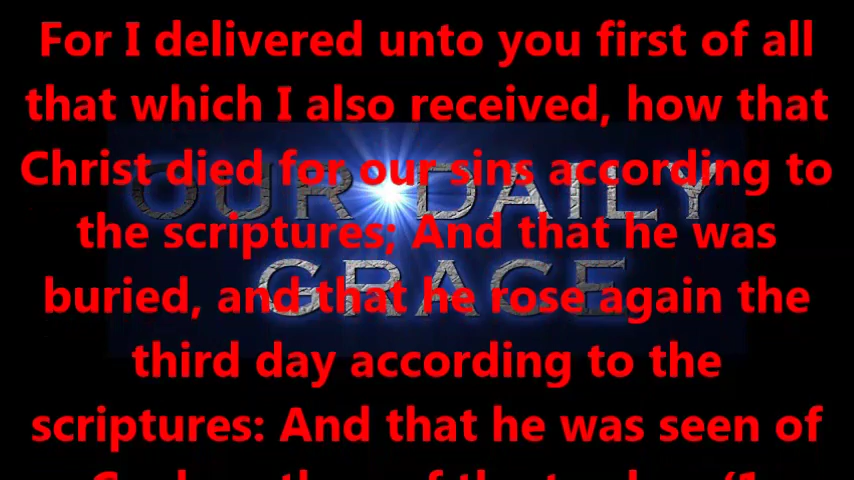 For I delivered unto you first of all
that which I also received, how that
Christ died for our sins according to
the scriptures; And that he was
buried, and that he rose again the
third day according to the
scriptures: And that he was seen of
OUR DAILY
GRACE